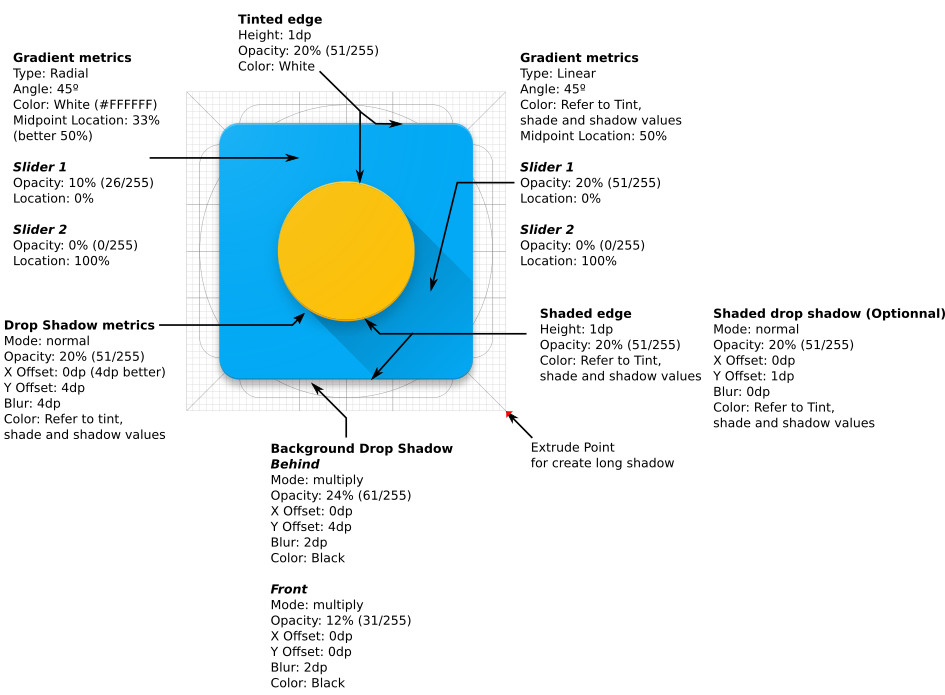 Tinted edge
Height: 1dp
Opacity: 20% (51/255)
Color: White
Gradient metrics
Type: Radial
Angle: 45º
Color: White (#FFFFFF)
Midpoint Location: 33%
(better 50%)
Slider 1
Opacity: 10% (26/255)
Location: 0%
Slider 2
Opacity: 0% (0/255)
Location: 100%
Gradient metrics
Type: Linear
Angle: 45º
Color: Refer to Tint,
shade and shadow values
Midpoint Location: 50%
Slider 1
Opacity: 20% (51/255)
Location: 0%
Slider 2
Opacity: 0% (0/255)
Location: 100%
Drop Shadow metrics
Mode: normal
Opacity: 20% (51/255)
X Offset: 0dp (4dp better)
Y Offset: 4dp
Blur: 4dp
Color: Refer to tint,
shade and shadow values
Shaded edge
Height: 1dp
Opacity: 20% (51/255)
Color: Refer to Tint,
shade and shadow values
Shaded drop shadow (Optionnal)
Mode: normal
Opacity: 20% (51/255)
X Offset: 0dp
Y Offset: 1dp
Blur: 0dp
Color: Refer to Tint,
shade and shadow values
Extrude Point
for create long shadow
Background Drop Shadow
Behind
Mode: multiply
Opacity: 24% (61/255)
X Offset: 0dp
Y Offset: 4dp
Blur: 2dp
Color: Black
Front
Mode: multiply
Opacity: 12% (31/255)
X Offset: 0dp
Y Offset: 0dp
Blur: 2dp
Color: Black